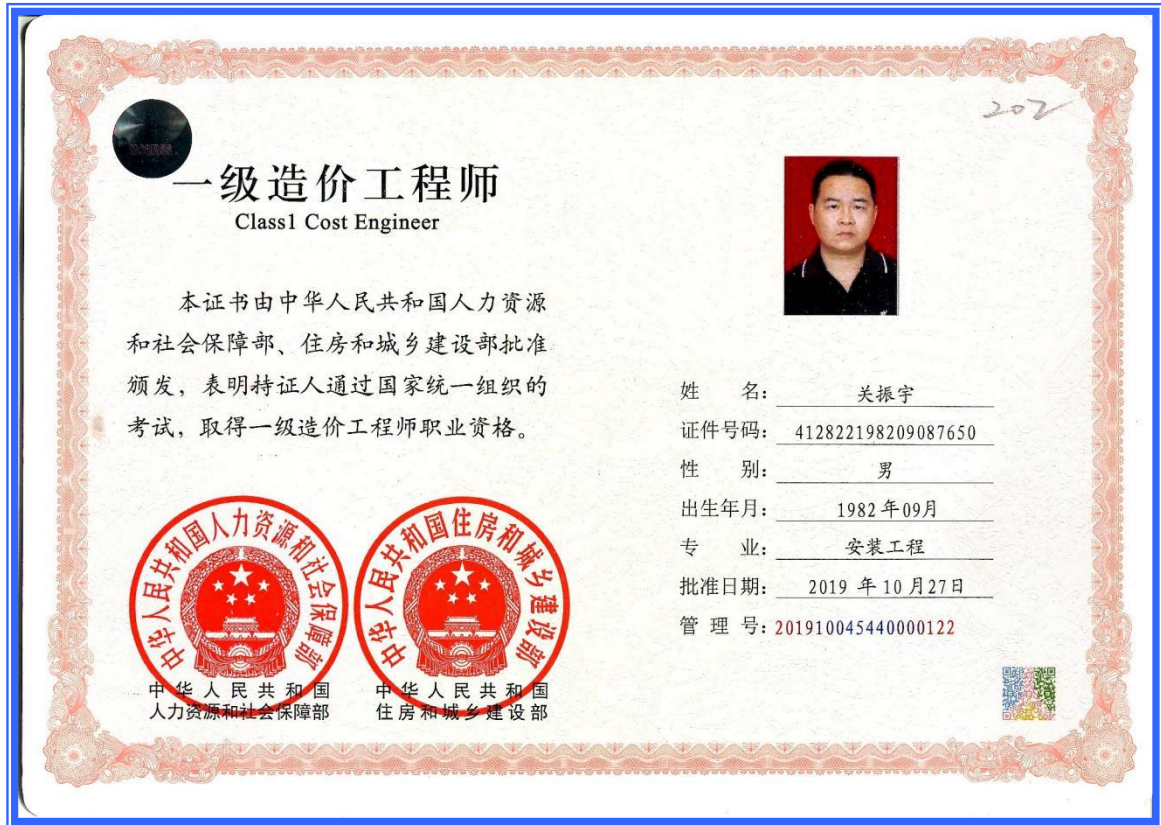 202
一级造价工程师
Class1 Cost Engineer
本证书由中华人民共和国人力资源
和社会保障部、住房和城乡建设部批准
颁发，表明持证人通过国家统一组织的
考试，取得一级造价工程师职业资格。
中华人民共和国人力资源和社会保障部
中华人民共和国住房和城乡建设部
中华人民共和国
人力资源和社会保障部
中华人民共和国
住房和城乡建设部
姓 名：关振宇
证件号码：412822198209087650
性 别：男
出生年月：1982年09月
专 业：安装工程
批准日期：2019 年 10 月27日
管 理 号：201910045440000122